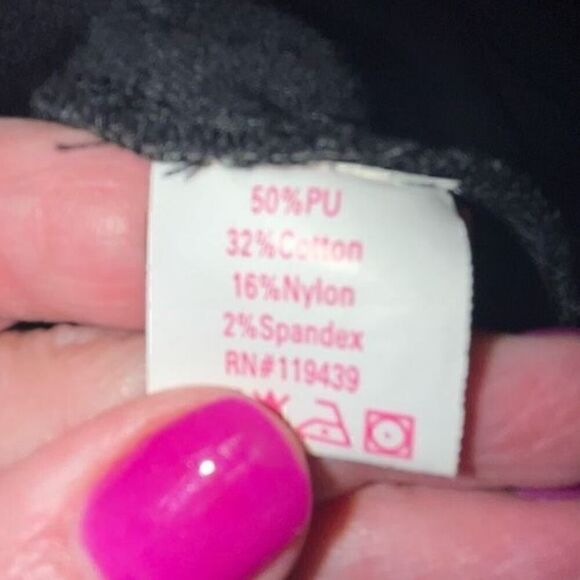 50%PU
32%Cotton
16%Nylon
2%Spandex
RN#119439